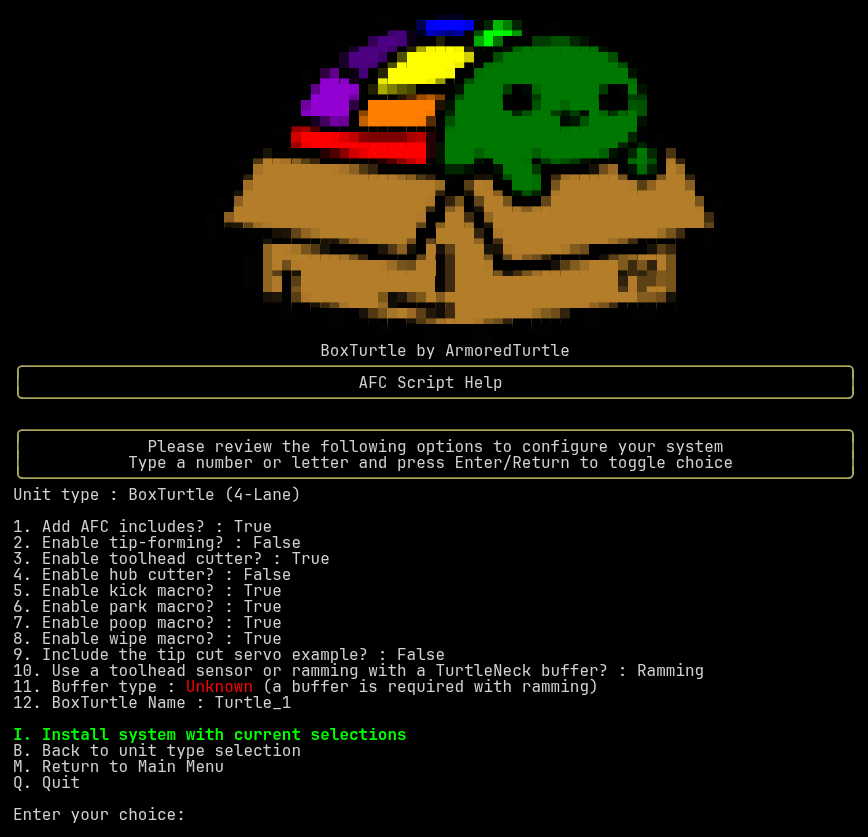 BoxTurtle by ArmoredTurtle
AFC Script Help
Please review the following options to configure your system
Type a number or letter and press Enter/Return to toggle choice
Unit type : BoxTurtle (4-Lane)
1. Add AFC includes? : True
2. Enable tip-forming? : False
3. Enable toolhead cutter? : True
4. Enable hub cutter? : False
5. Enable kick macro? : True
6. Enable park macro? : True
7. Enable poop macro? : True
8. Enable wipe macro? : True
9. Include the tip cut servo example? : False
10. Use a toolhead sensor or ramming with a TurtleNeck buffer? : Ramming
11. Buffer type : Unknown (a buffer is required with ramming)
12. BoxTurtle Name : Turtle_1
I. Install system with current selections
B. Back to unit type selection
M. Return to Main Menu
Q. Quit
Enter your choice: